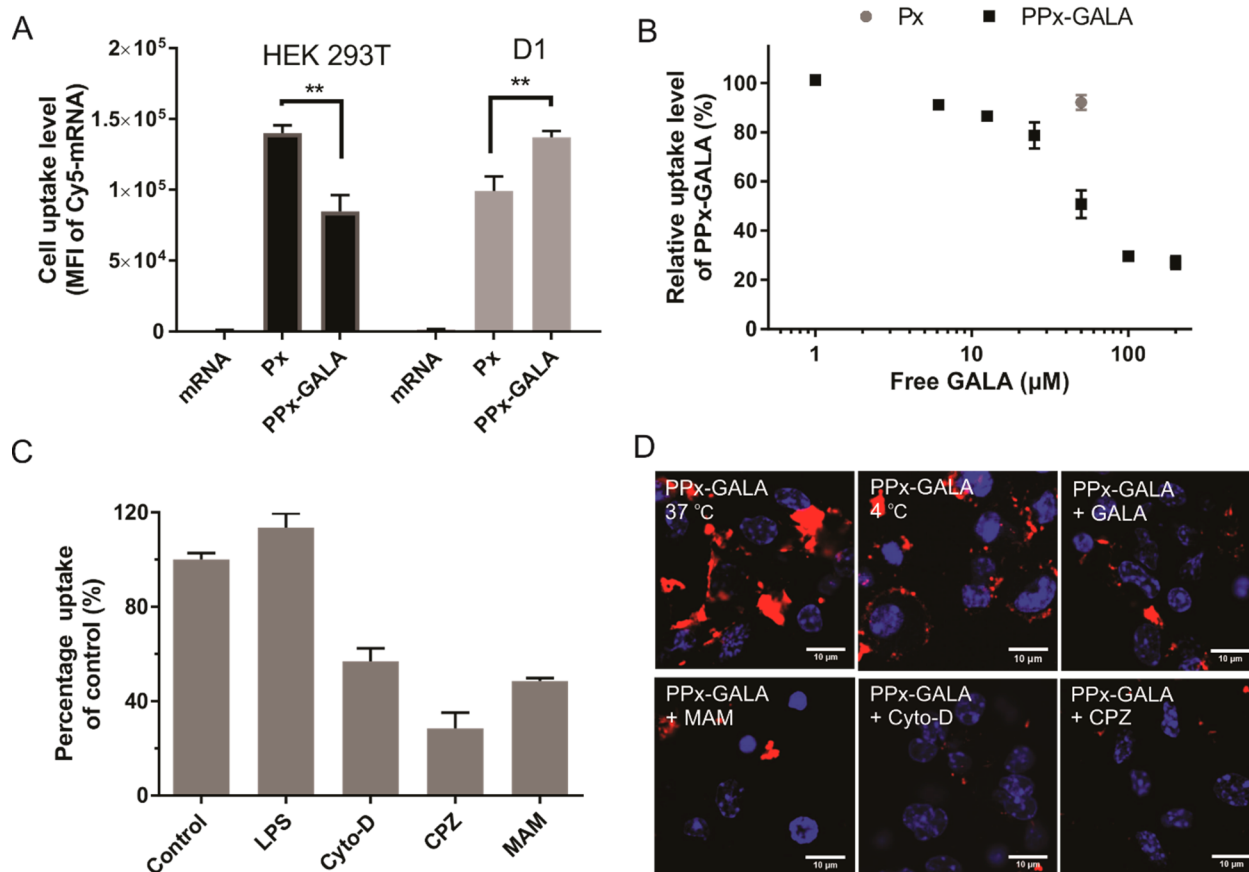 A
Cell uptake level
(MFI of Cy5-mRNA)
2×10⁵
1×10⁵
1×10⁵
5×10⁴
0
HEK 293T
D1
**
**
mRNA
Px
PPx-GALA
mRNA
Px
PPx-GALA
B
Px
PPx-GALA
Relative uptake level
of PPx-GALA (%)
100
80
60
40
20
0
1
10
100
Free GALA (µM)
C
Percentage uptake
of control (%)
120
80
40
0
Control
LPS
Cyto-D
CPZ
MAM
D
PPx-GALA
37 °C
10 µm
PPx-GALA
4 °C
10 µm
PPx-GALA
+ GALA
10 µm
PPx-GALA
+ MAM
10 µm
PPx-GALA
+ Cyto-D
10 µm
PPx-GALA
+ CPZ
10 µm